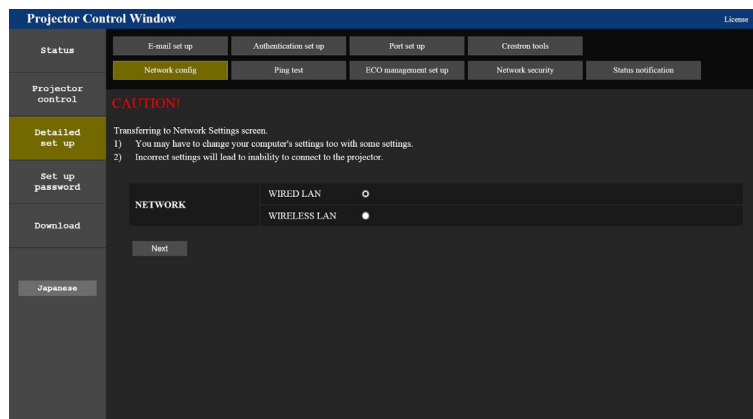 Projector Control Window
License
Status
Projector
control
Detailed
set up
Set up
password
Download
Japanese
E-mail set up
Authentication set up
Port set up
Crestron tools
Network config
Ping test
ECO management set up
Network security
Status notification
CAUTION!
Transferring to Network Settings screen.
1) You may have to change your computer's settings too with some settings.
2) Incorrect settings will lead to inability to connect to the projector.
NETWORK
WIRED LAN
WIRELESS LAN
Next